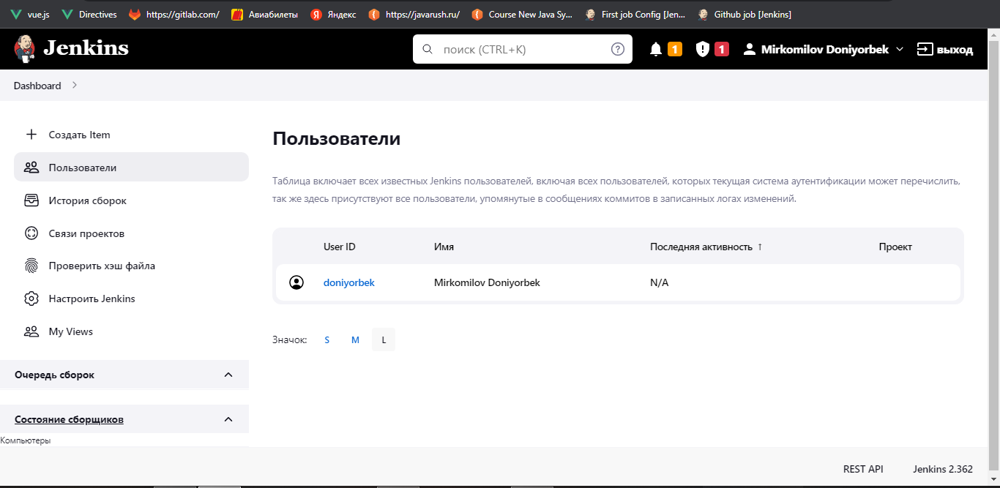 vue.js Directives https://gitlab.com/ Авиабилеты Яндекс https://javarush.ru/ Course New Java Sy... First job Config [Jen... Github job [Jenkins]
Jenkins поиск (CTRL+K) 1 1 Mirkomilov Doniyorbek выход
Dashboard
Создать Item
Пользователи
История сборок
Связи проектов
Проверить хэш файла
Настроить Jenkins
My Views
Очередь сборок
Состояние сборщиков
Компьютеры
Пользователи
Таблица включает всех известных Jenkins пользователей, включая всех пользователей, которых текущая система аутентификации может перечислить,
так же здесь присутствуют все пользователи, упомянутые в сообщениях коммитов в записанных логах изменений.
User ID Имя Последняя активность ↑ Проект
doniyorbek Mirkomilov Doniyorbek N/A
Значок: S M L
REST API Jenkins 2.362